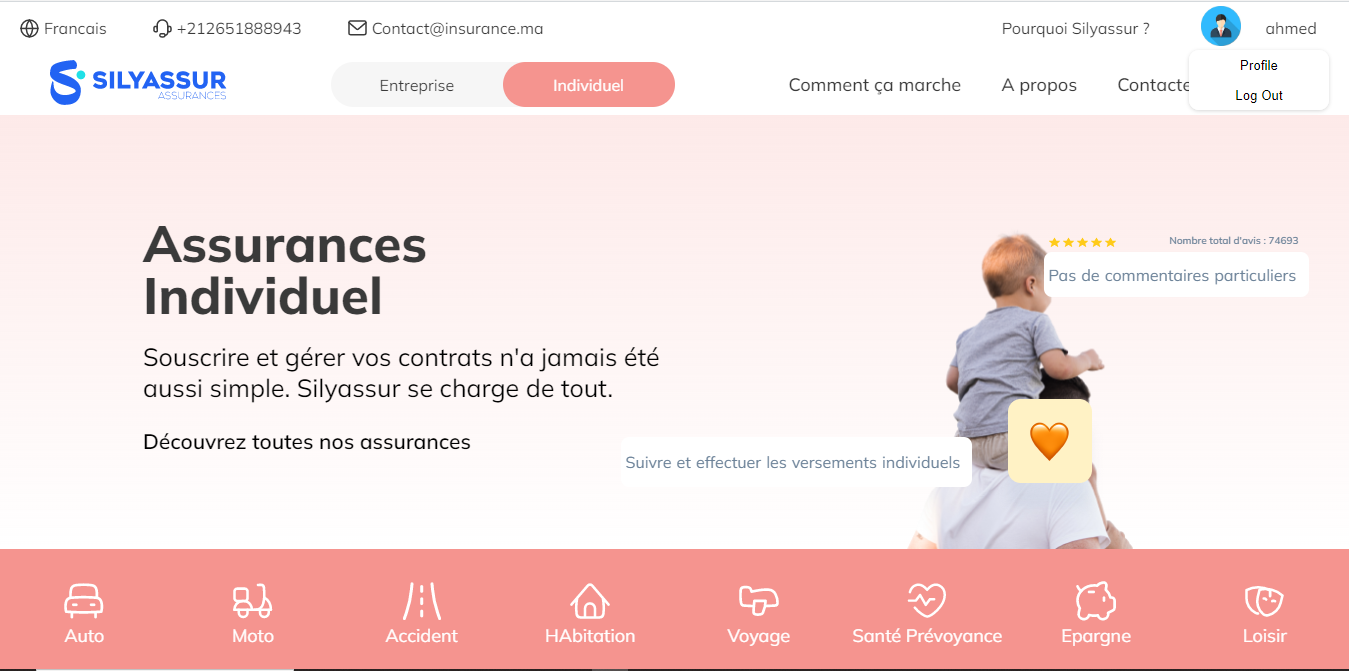 Francais
+212651888943
Contact@insurance.ma
Pourquoi Silyassur ?
ahmed
Profile
Log Out
SILYASSUR
ASSURANCES
Entreprise
Individuel
Comment ça marche
A propos
Contacte
Assurances
Individuel
Souscrire et gérer vos contrats n'a jamais été
aussi simple. Silyassur se charge de tout.
Découvrez toutes nos assurances
Nombre total d'avis : 74693
Pas de commentaires particuliers
Suivre et effectuer les versements individuels
Auto
Moto
Accident
HAbitation
Voyage
Santé Prévoyance
Epargne
Loisir